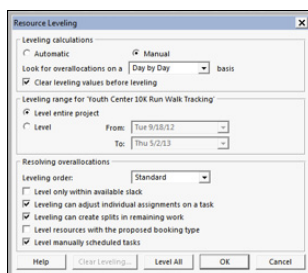 Resource Leveling
Leveling calculations
Automatic Manual
Look for overallocations on a Day by Day basis
Clear leveling values before leveling
Leveling range for 'Youth Center 10K Run Walk Tracking'
Level entire project
Level From: Tue 9/18/12
To: Thu 5/2/13
Resolving overallocations
Leveling order: Standard
Level only within available slack
Leveling can adjust individual assignments on a task
Leveling can create splits in remaining work
Level resources with the proposed booking type
Level manually scheduled tasks
Help Clear Leveling... Level All OK Cancel